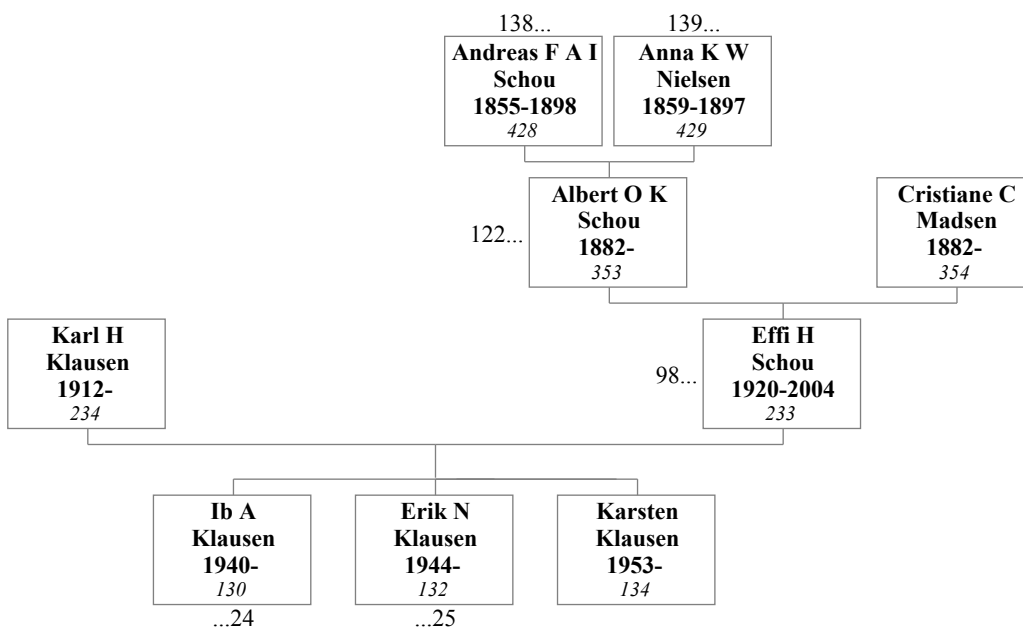 138...
Andreas F A I
Schou
1855-1898
428
139...
Anna K W
Nielsen
1859-1897
429
122...
Albert O K
Schou
1882-
353
Cristiane C
Madsen
1882-
354
Karl H
Klausen
1912-
234
98...
Effi H
Schou
1920-2004
233
Ib A
Klausen
1940-
130
...24
Erik N
Klausen
1944-
132
...25
Karsten
Klausen
1953-
134